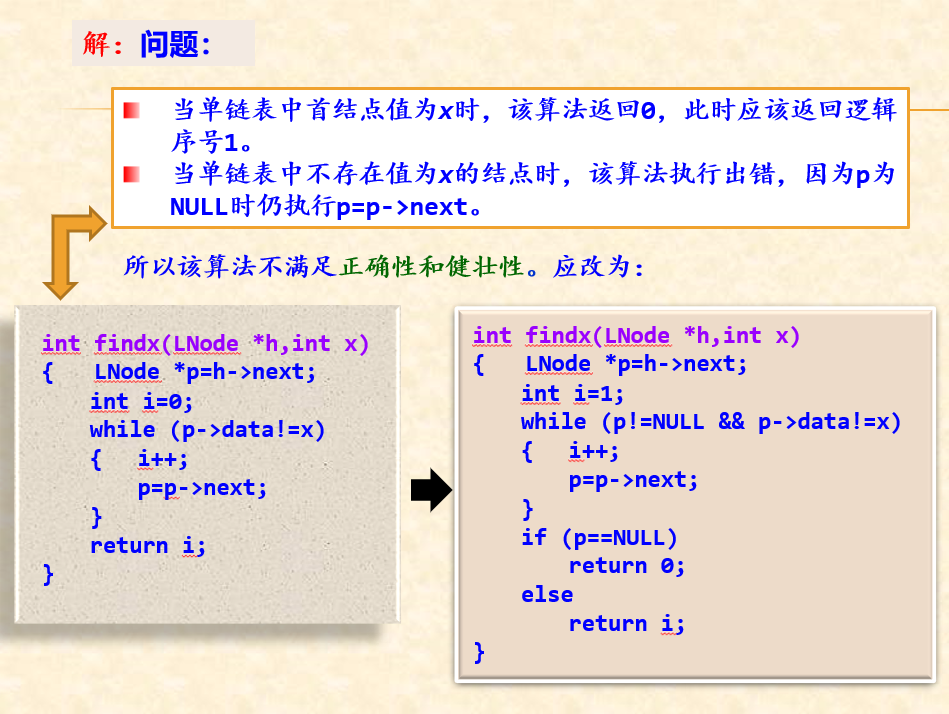 解：问题：
当单链表中首结点值为x时，该算法返回0，此时应该返回逻辑
序号1。
当单链表中不存在值为x的结点时，该算法执行出错，因为p为
NULL时仍执行p=p->next。
所以该算法不满足正确性和健壮性。应改为：
int findx(LNode *h,int x)
{   LNode *p=h->next;
    int i=0;
    while (p->data!=x)
    {   i++;
        p=p->next;
    }
    return i;
}
int findx(LNode *h,int x)
{   LNode *p=h->next;
    int i=1;
    while (p!=NULL && p->data!=x)
    {   i++;
        p=p->next;
    }
    if (p==NULL)
        return 0;
    else
        return i;
}